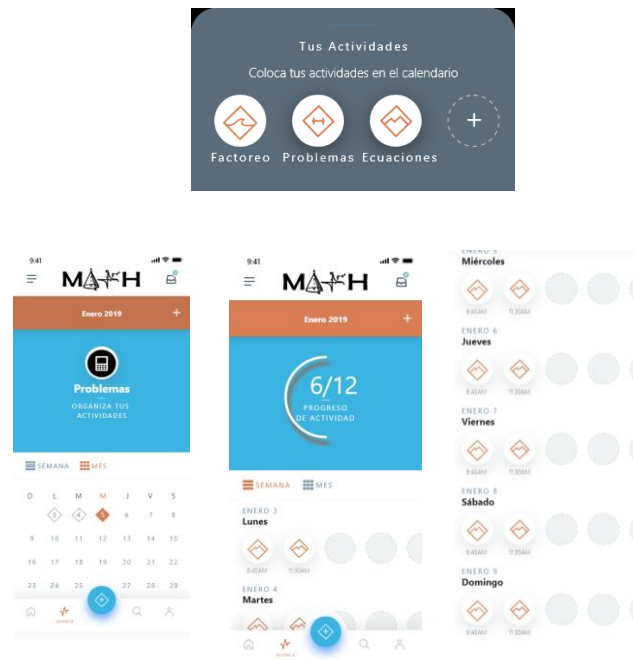 Tus Actividades
Coloca tus actividades en el calendario
+
Factoreo Problemas Ecuaciones
9:41
MATH
Enero 2019 +
Problemas
ORGANIZA TUS
ACTIVIDADES
SEMANA MES
D L M M J V S
3 4 5 6 7 8
9 10 11 12 13 14 15
16 17 18 19 20 21 22
23 24 25 27 28 29
AVANCE
9:41
MATH
Enero 2019 +
6/12
PROGRESO
DE ACTIVIDAD
SEMANA MES
ENERO 3
Lunes
8:45AM 11:30AM
ENERO 4
Martes
AVANCE
ENERO 5
Miércoles
8:45AM 11:30AM
ENERO 6
Jueves
8:45AM 11:30AM
ENERO 7
Viernes
8:45AM 11:30AM
ENERO 8
Sábado
8:45AM 11:30AM
ENERO 9
Domingo
8:45AM 11:30AM